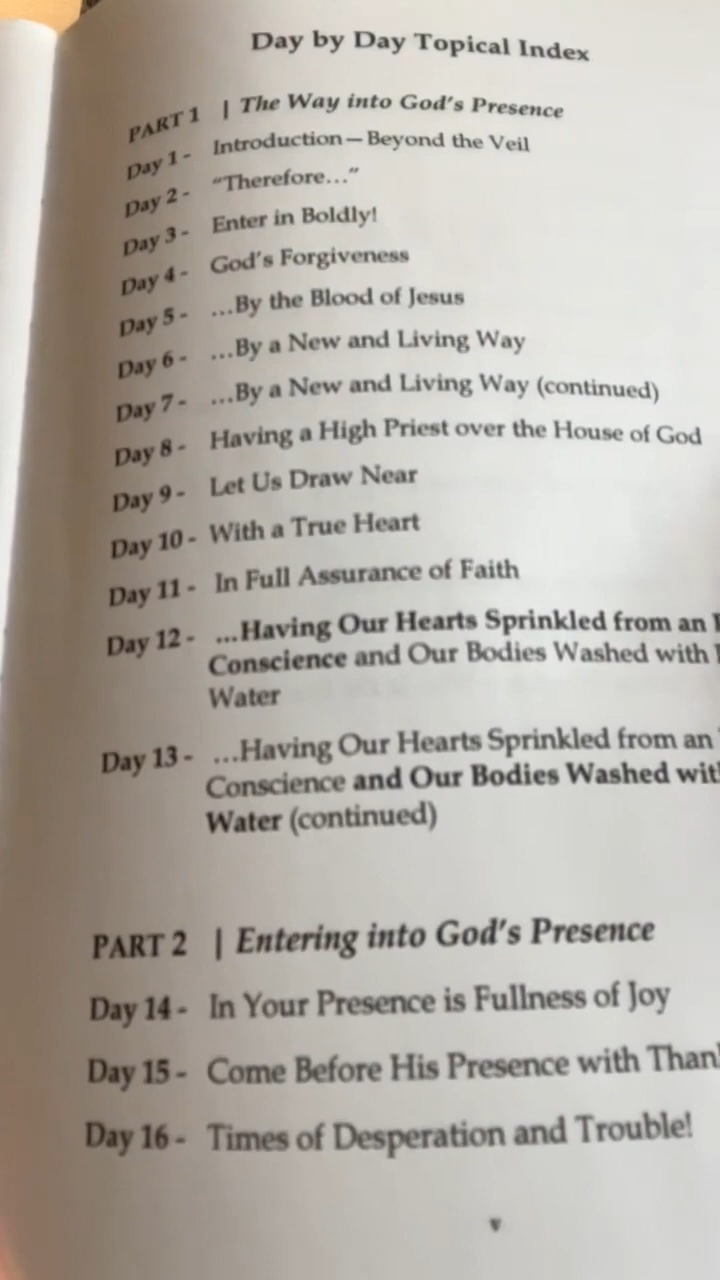 Day by Day Topical Index
PART 1 | The Way into God's Presence
Day 1 - Introduction—Beyond the Veil
Day 2 - "Therefore…"
Day 3 - Enter in Boldly!
Day 4 - God's Forgiveness
Day 5 - …By the Blood of Jesus
Day 6 - …By a New and Living Way
Day 7 - …By a New and Living Way (continued)
Day 8 - Having a High Priest over the House of God
Day 9 - Let Us Draw Near
Day 10 - With a True Heart
Day 11 - In Full Assurance of Faith
Day 12 - …Having Our Hearts Sprinkled from an
Conscience and Our Bodies Washed with
Water
Day 13 - …Having Our Hearts Sprinkled from an
Conscience and Our Bodies Washed
Water (continued)
PART 2 | Entering into God's Presence
Day 14 - In Your Presence is Fullness of Joy
Day 15 - Come Before His Presence with
Day 16 - Times of Desperation and Trouble!
v